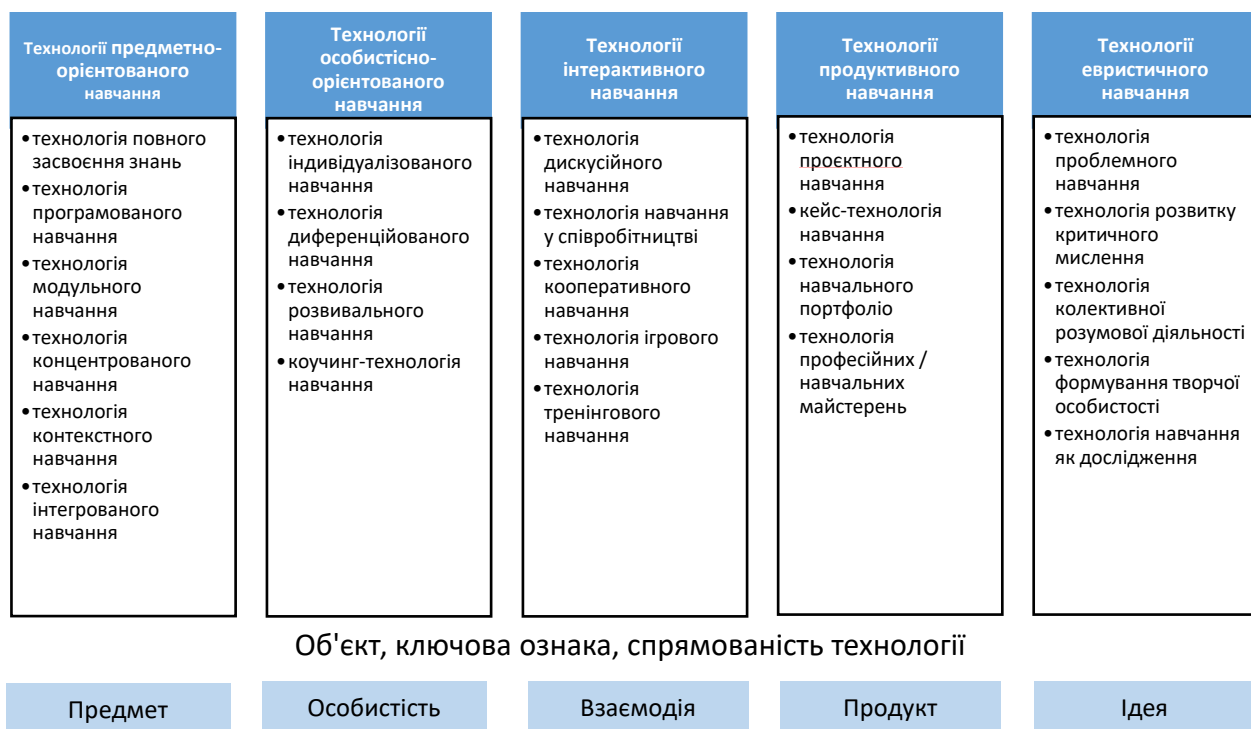 Технології предметно-
орієнтованого
навчання
•технологія повного
засвоєння знань
•технологія
програмованого
навчання
•технологія
модульного
навчання
•технологія
концентрованого
навчання
•технологія
контекстного
навчання
•технологія
інтегрованого
навчання
Технології
особистісно-
орієнтованого
навчання
•технологія
індивідуалізованого
навчання
•технологія
диференційованого
навчання
•технологія
розвивального
навчання
•коучинг-технологія
навчання
Технології
інтерактивного
навчання
•технологія
дискусійного
навчання
•технологія навчання
у співробітництві
•технологія
кооперативного
навчання
•технологія ігрового
навчання
•технологія
тренінгового
навчання
Технології
продуктивного
навчання
•технологія
проєктного
навчання
•кейс-технологія
навчання
•технологія
навчального
портфоліо
•технологія
професійних /
навчальних
майстерень
Технології
евристичного
навчання
•технологія
проблемного
навчання
•технологія розвитку
критичного
мислення
•технологія
колективної
розумової діяльності
•технологія
формування творчої
особистості
•технологія навчання
як дослідження
Об'єкт, ключова ознака, спрямованість технології
Предмет
Особистість
Взаємодія
Продукт
Ідея